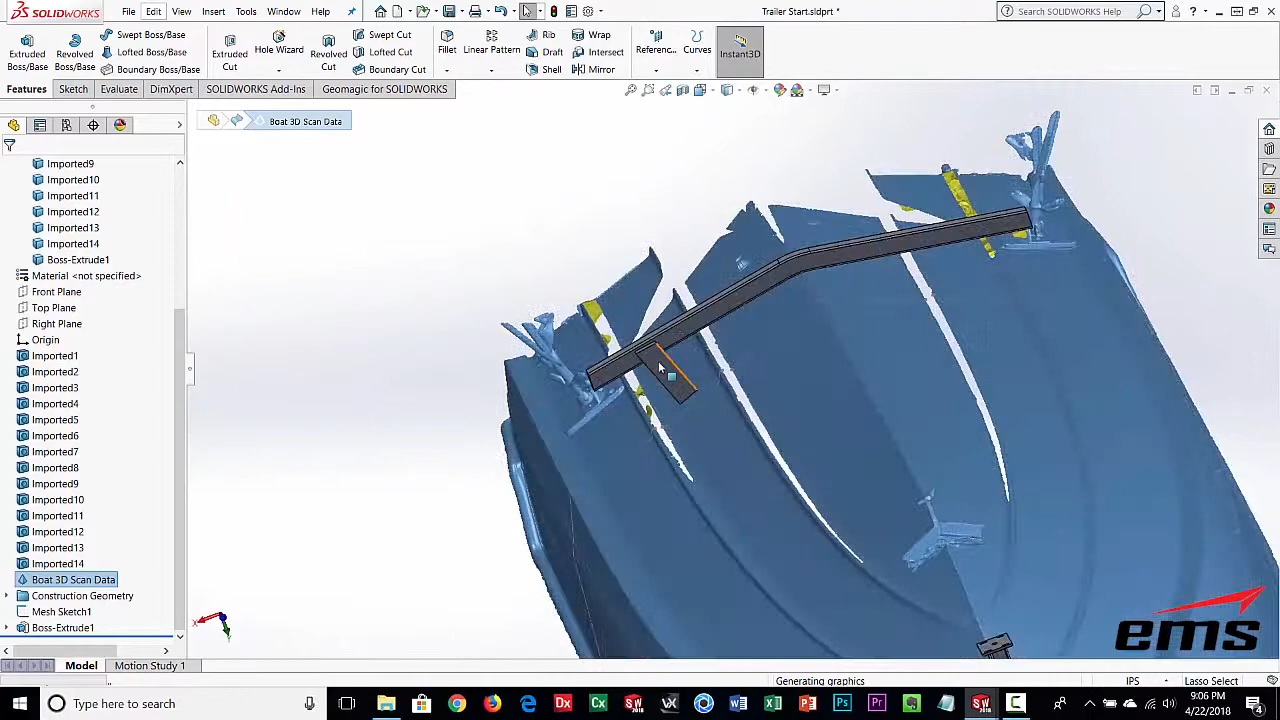 SOLIDWORKS
File Edit View Insert Tools Window Help
Trailer Start.sldprt *
Search SOLIDWORKS Help
Extruded Boss/Base
Revolved Boss/Base
Swept Boss/Base
Lofted Boss/Base
Boundary Boss/Base
Extruded Cut
Hole Wizard
Revolved Cut
Swept Cut
Lofted Cut
Boundary Cut
Fillet
Linear Pattern
Rib
Draft
Shell
Wrap
Intersect
Mirror
Referenc...
Curves
Instant3D
Features Sketch Evaluate DimXpert SOLIDWORKS Add-Ins Geomagic for SOLIDWORKS
Boat 3D Scan Data
Imported9
Imported10
Imported11
Imported12
Imported13
Imported14
Boss-Extrude1
Material <not specified>
Front Plane
Top Plane
Right Plane
Origin
Imported1
Imported2
Imported3
Imported4
Imported5
Imported6
Imported7
Imported8
Imported9
Imported10
Imported11
Imported12
Imported13
Imported14
Boat 3D Scan Data
Construction Geometry
Mesh Sketch1
Boss-Extrude1
ems
Model Motion Study 1
Generating graphics IPS Lasso Select
Type here to search
9:06 PM
4/22/2018